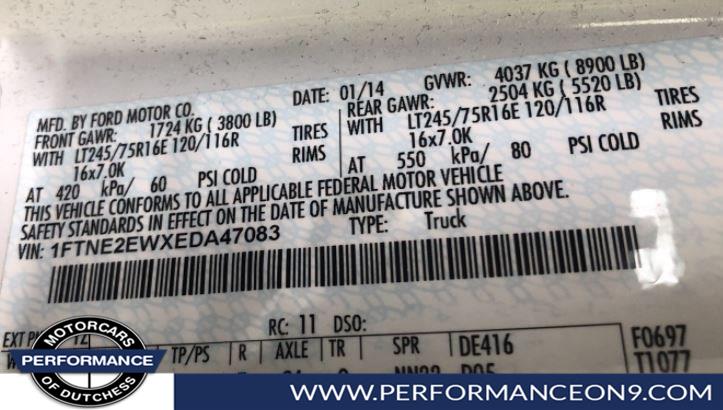 MFD. BY FORD MOTOR CO.
DATE: 01/14 GVWR: 4037 KG ( 8900 LB)
FRONT GAWR: 1724 KG ( 3800 LB) REAR GAWR: 2504 KG ( 5520 LB)
WITH LT245/75R16E 120/116R TIRES WITH LT245/75R16E 120/116R TIRES
16x7.0K RIMS 16x7.0K RIMS
AT 420 kPa/ 60 PSI COLD AT 550 kPa/ 80 PSI COLD
THIS VEHICLE CONFORMS TO ALL APPLICABLE FEDERAL MOTOR VEHICLE
SAFETY STANDARDS IN EFFECT ON THE DATE OF MANUFACTURE SHOWN ABOVE.
VIN: 1FTNE2EWXEDA47083 TYPE: Truck
RC: 11 DSO:
EXT
TP/PS R AXLE TR SPR DE416 F0697
T1077
MOTORCARS
PERFORMANCE
OF DUTCHESS
WWW.PERFORMANCEON9.COM